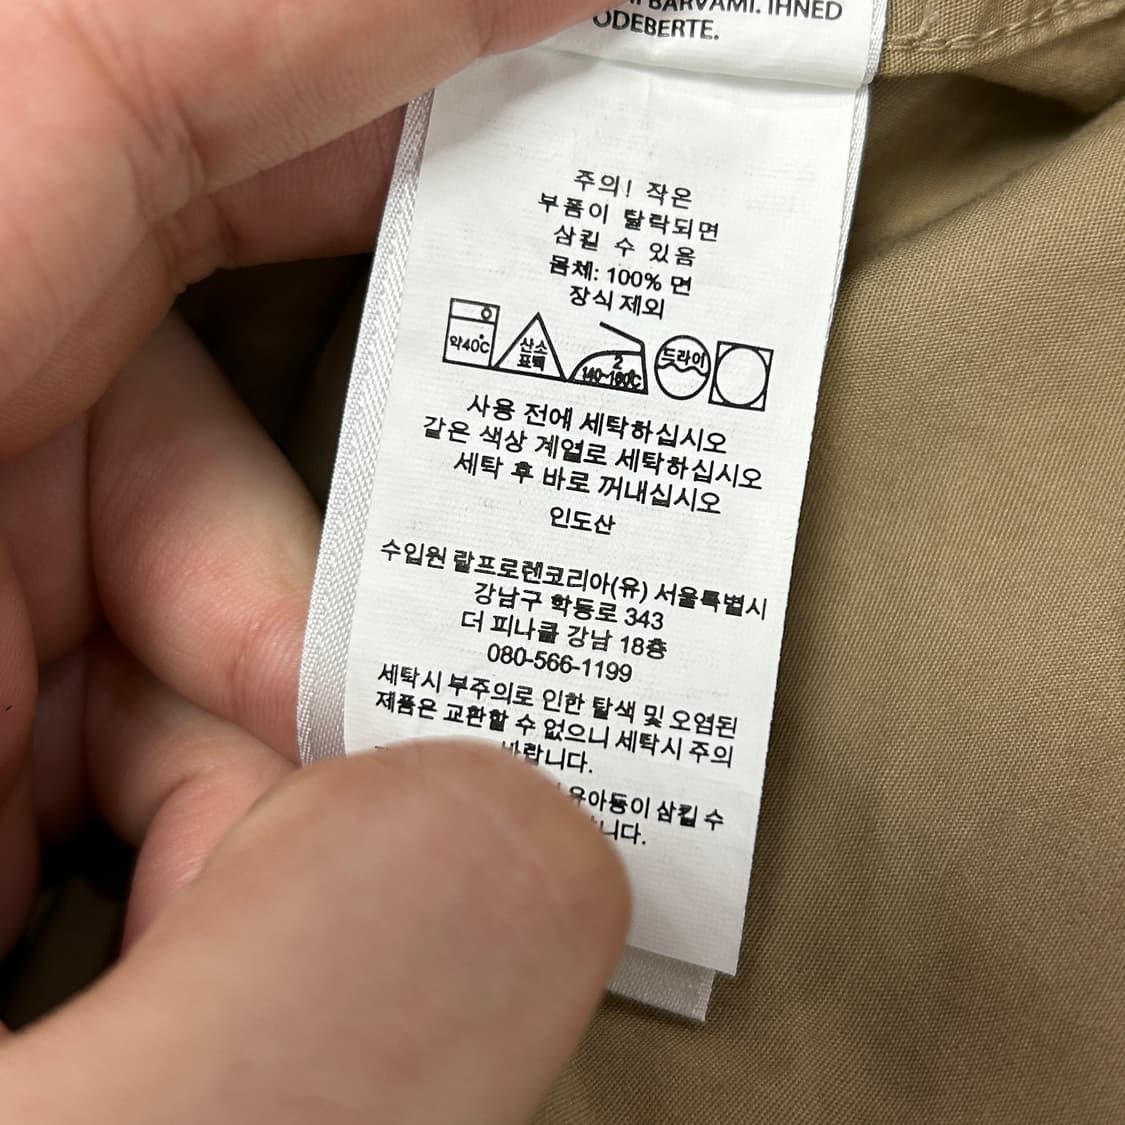 BARVAMI. IHNED
ODEBERTE.
주의! 작은
부품이 탈락되면
삼킬 수 있음
몸체: 100% 면
장식 제외
약40℃
산소
표백
2
140~160℃
드라이
사용 전에 세탁하십시오
같은 색상 계열로 세탁하십시오
세탁 후 바로 꺼내십시오
인도산
수입원 랄프로렌코리아(유) 서울특별시
강남구 학동로 343
더 피나클 강남 18층
080-566-1199
세탁시 부주의로 인한 탈색 및 오염된
제품은 교환할 수 없으니 세탁시 주의
바랍니다.
유아등이 삼킬 수
니다.